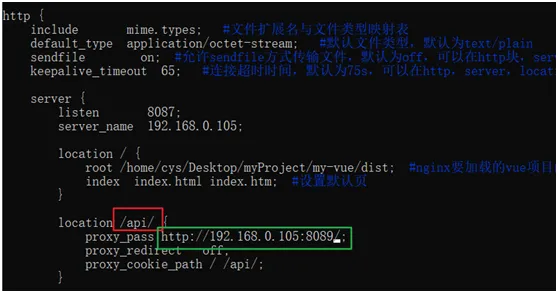 http {
include mime.types; #文件扩展名与文件类型映射表
default_type application/octet-stream; #默认文件类型，默认为text/plain
sendfile on; #允许sendfile方式传输文件，默认为off，可以在http块，serv
keepalive_timeout 65; #连接超时时间，默认为75s，可以在http，server，locat
server {
listen 8087;
server_name 192.168.0.105;
location / {
root /home/cys/Desktop/myProject/my-vue/dist; #nginx要加载的vue项目
index index.html index.htm; #设置默认页
}
location /api/ {
proxy_pass http://192.168.0.105:8089/;
proxy_redirect off;
proxy_cookie_path / /api/;
}